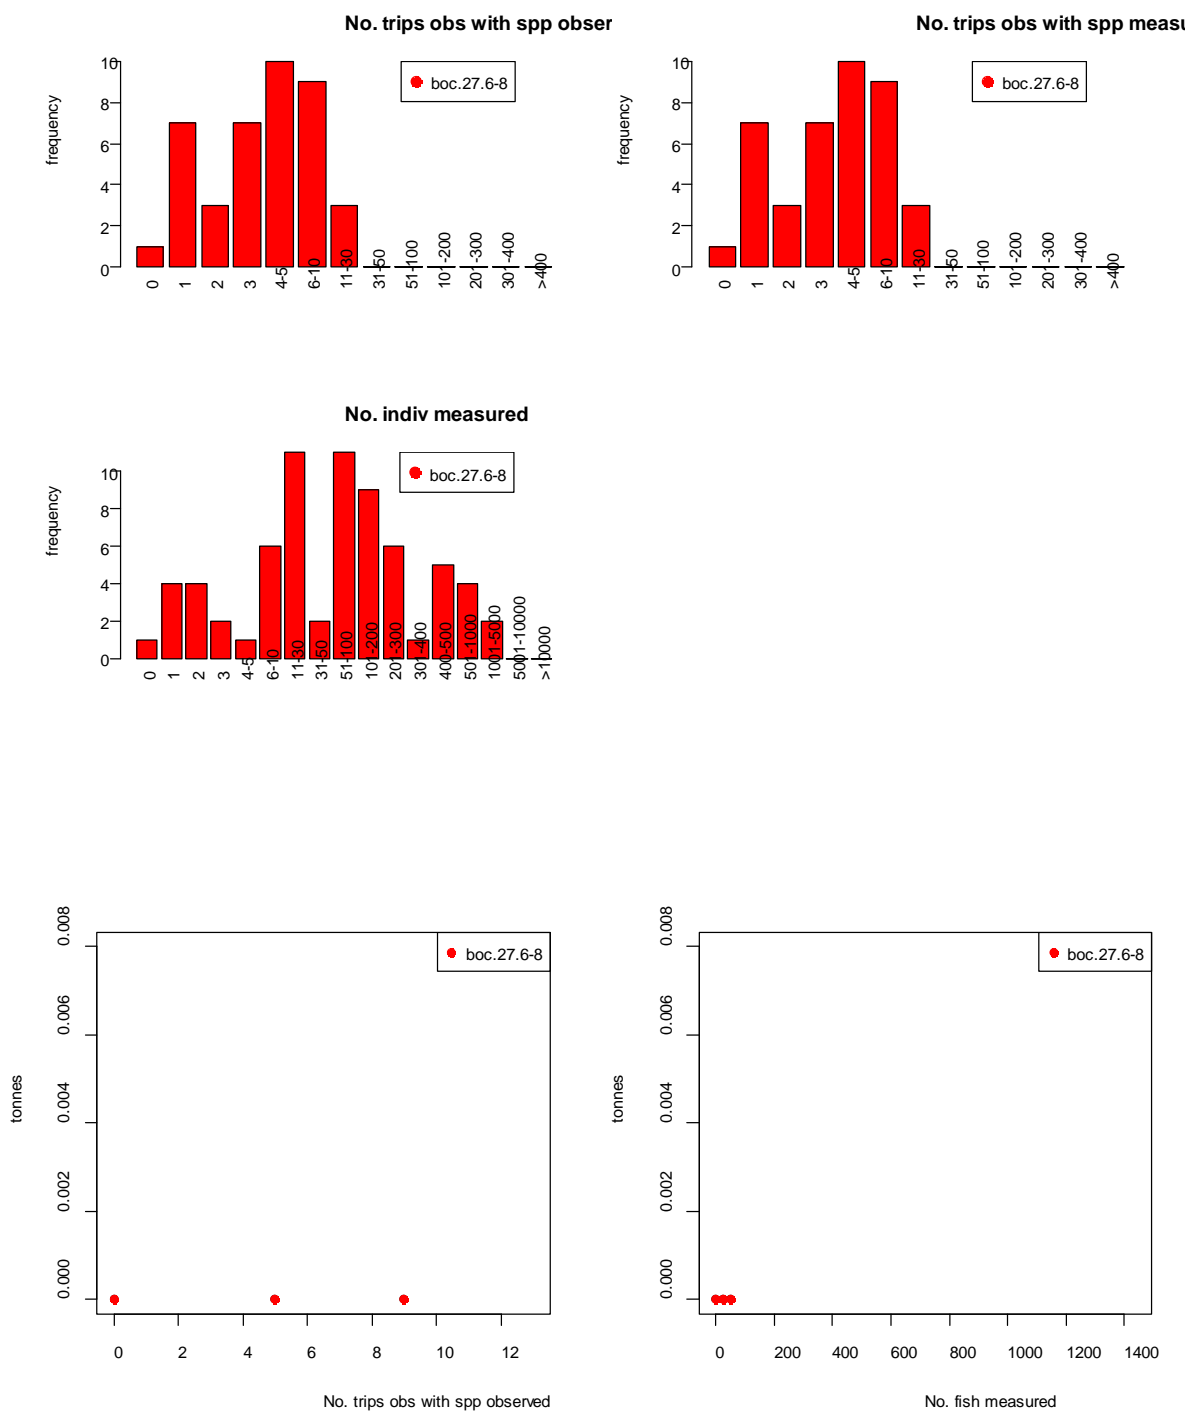 No. trips obs with spp obser
frequency
10
8
6
4
2
0
boc.27.6-8
0 1 2 3 4-5 6-10 11-30 31-50 51-100 101-200 201-300 301-400 >400
No. trips obs with spp measu
frequency
10
8
6
4
2
0
boc.27.6-8
0 1 2 3 4-5 6-10 11-30 31-50 51-100 101-200 201-300 301-400 >400
No. indiv measured
frequency
10
8
6
4
2
0
boc.27.6-8
0 1 2 3 4-5 6-10 11-30 31-50 51-100 101-200 201-300 301-400 400-500 501-1000 1001-5000 5001-10000 >10000
tonnes
0.008
0.006
0.004
0.002
0.000
boc.27.6-8
0 2 4 6 8 10 12
No. trips obs with spp observed
tonnes
0.008
0.006
0.004
0.002
0.000
boc.27.6-8
0 200 400 600 800 1000 1200 1400
No. fish measured